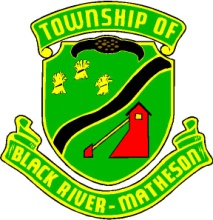 TOWNSHIP OF
BLACK RIVER - MATHESON